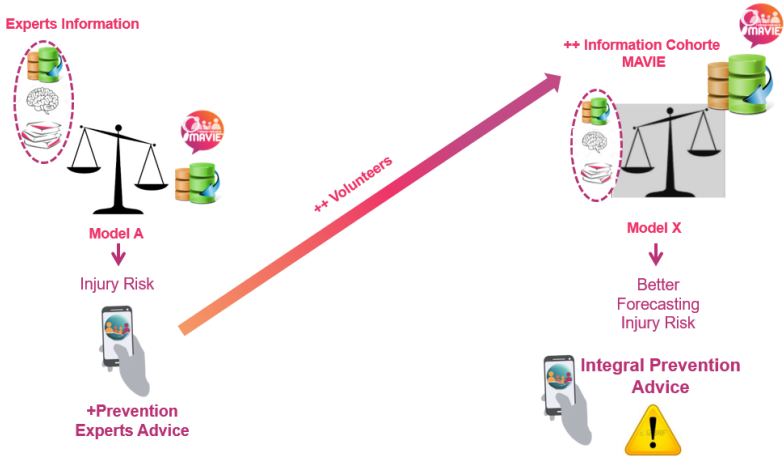 Experts Information
MAVIE
Model A
Injury Risk
+Prevention
Experts Advice
++ Volunteers
++ Information Cohorte
MAVIE
MAVIE
Model X
Better
Forecasting
Injury Risk
Integral Prevention
Advice